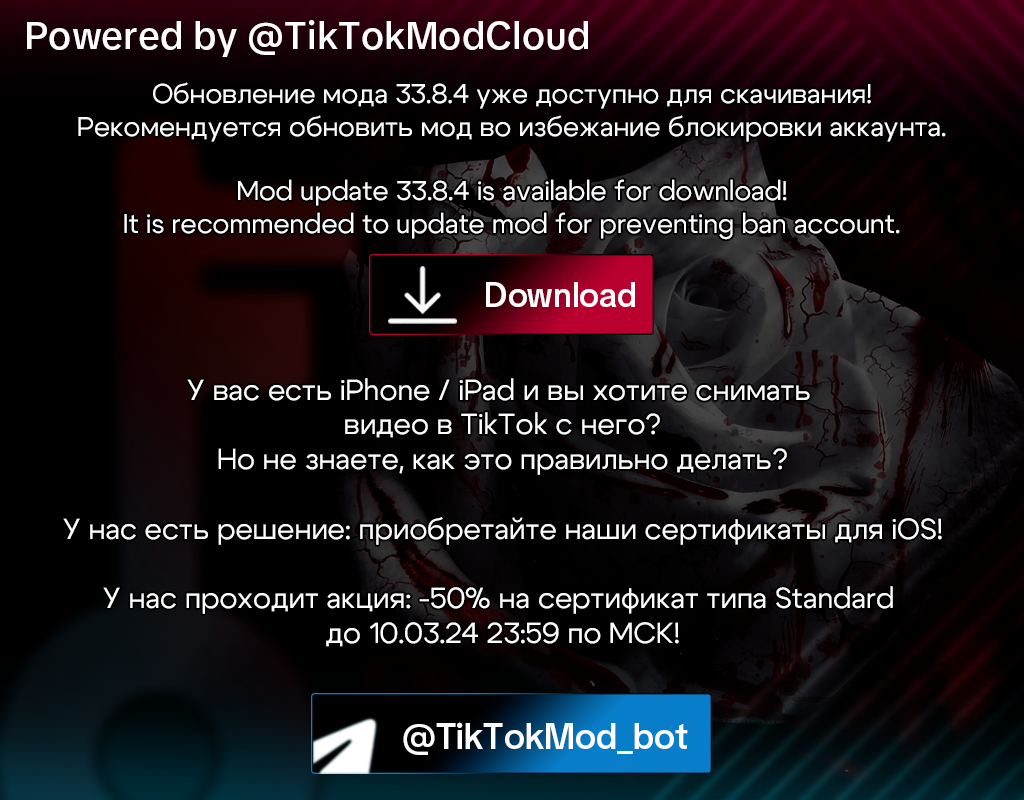 Powered by @TikTokModCloud
Обновление мода 33.8.4 уже доступно для скачивания!
Рекомендуется обновить мод во избежание блокировки аккаунта.
Mod update 33.8.4 is available for download!
It is recommended to update mod for preventing ban account.
Download
У вас есть iPhone / iPad и вы хотите снимать
видео в TikTok с него?
Но не знаете, как это правильно делать?
У нас есть решение: приобретайте наши сертификаты для iOS!
У нас проходит акция: -50% на сертификат типа Standard
до 10.03.24 23:59 по МСК!
@TikTokMod_bot